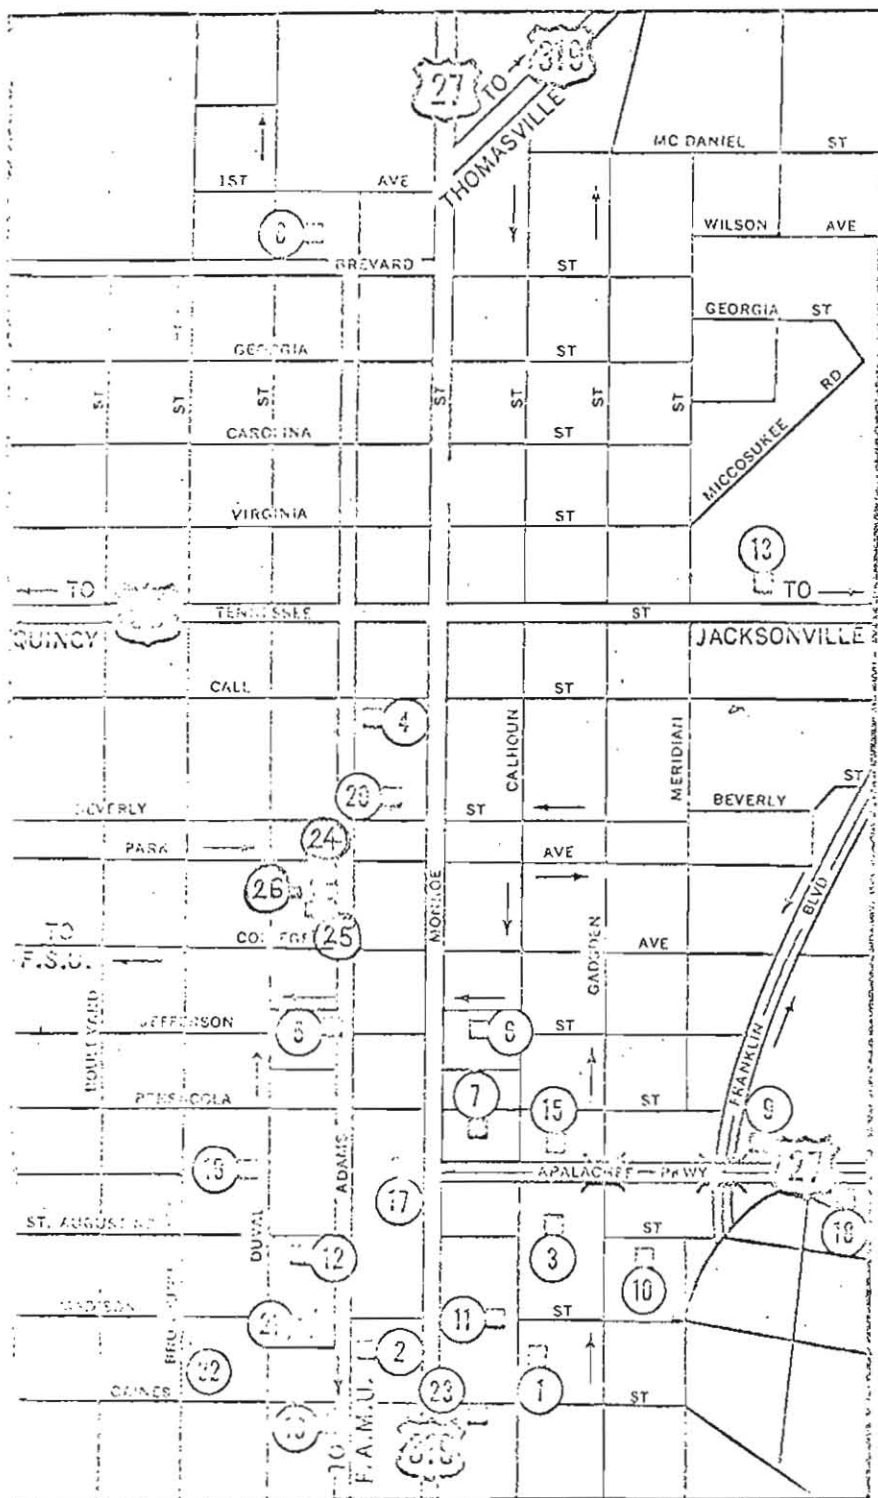 319
27
TO
THOMASVILLE
MC DANIEL ST
1ST AVE
WILSON AVE
BREVARD ST
GEORGIA ST
GEORGIA ST
ST
ST
ST
ST
ST
ST
ST
RD
CAROLINA ST
MICCOSUKEE
VIRGINIA ST
13
TO
TO
TENNESSEE ST
QUINCY
JACKSONVILLE
CALL ST
4
CALHOUN
MERIDIAN
ST
20
BEVERLY ST
BEVERLY
24
PARK AVE
26
BLVD
MONROE
TO
COLLEGE
25
AVE
F.S.U.
GADSDEN
BOULEVARD
JEFFERSON
6
ST
FRANKLIN
7
15
9
PENSACOLA ST
ADAMS
APALACHEE PKWY
27
17
ST. AUGUSTINE ST
DUVAL
12
3
10
MADISON
11
ST
2
22
23
1
GAINES ST
TO
F.A.M.U.